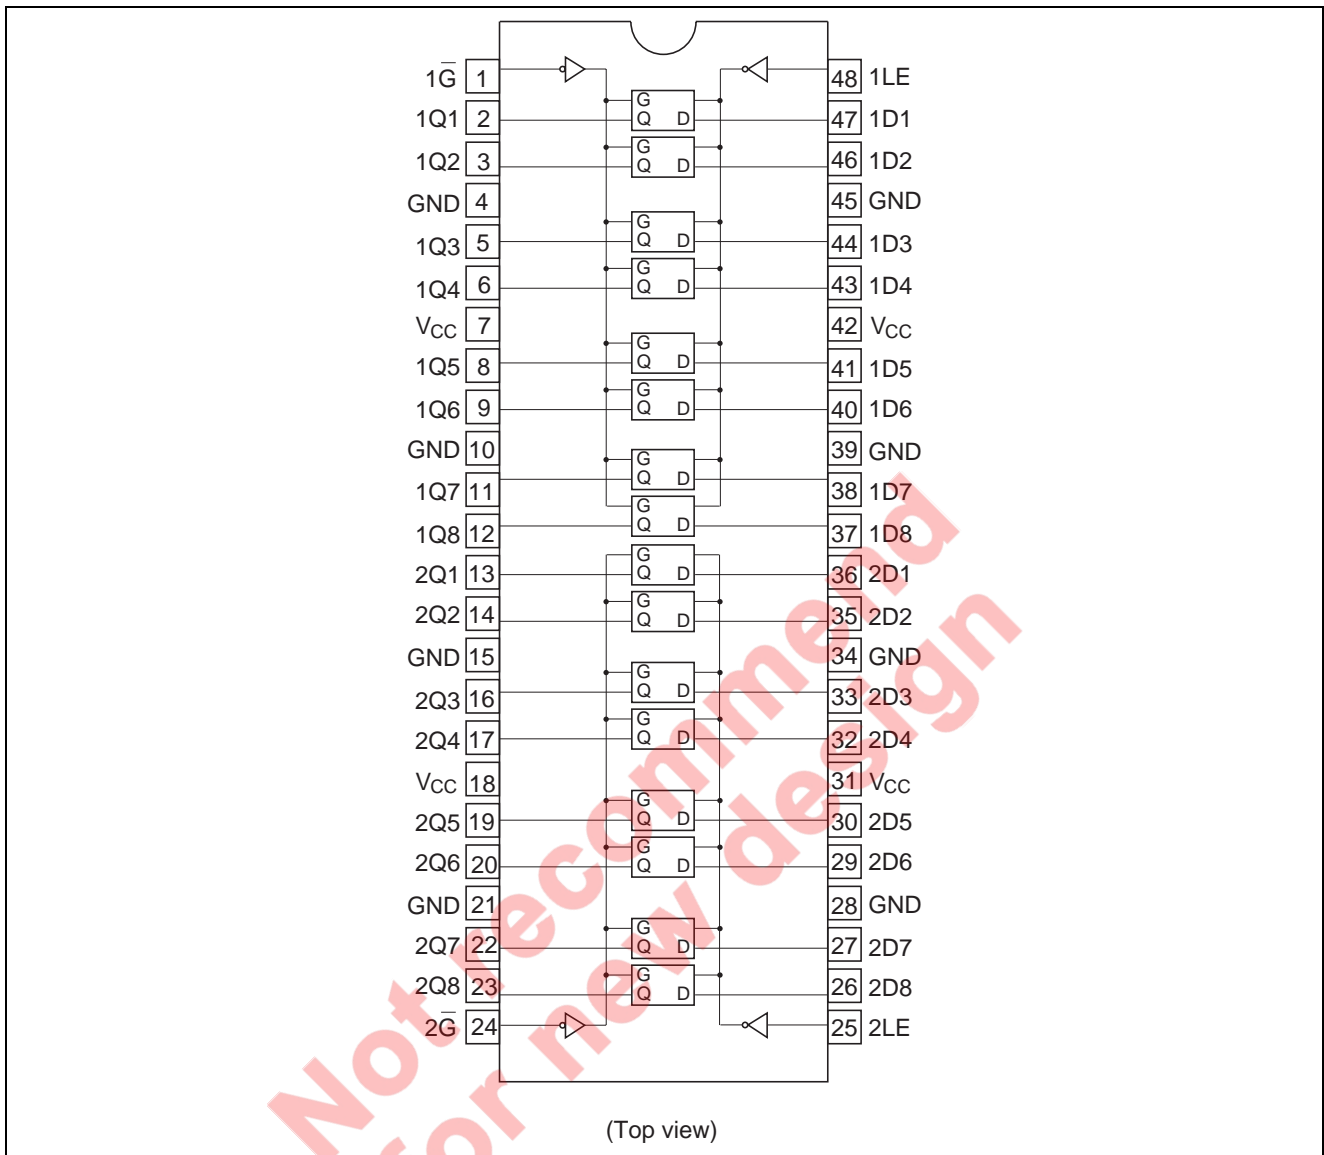 1G̅ 1 48 1LE
G
1Q1 2 Q D 47 1D1
G
1Q2 3 Q D 46 1D2
GND 4 45 GND
G
1Q3 5 Q D 44 1D3
G
1Q4 6 Q D 43 1D4
VCC 7 42 VCC
G
1Q5 8 Q D 41 1D5
G
1Q6 9 Q D 40 1D6
GND 10 39 GND
G
1Q7 11 Q D 38 1D7
G
1Q8 12 Q D 37 1D8
G
2Q1 13 Q D 36 2D1
G
2Q2 14 Q D 35 2D2
GND 15 34 GND
G
2Q3 16 Q D 33 2D3
G
2Q4 17 Q D 32 2D4
VCC 18 31 VCC
G
2Q5 19 Q D 30 2D5
G
2Q6 20 Q D 29 2D6
GND 21 28 GND
G
2Q7 22 Q D 27 2D7
G
2Q8 23 Q D 26 2D8
2G̅ 24 25 2LE
(Top view)
Not recommend
for new design